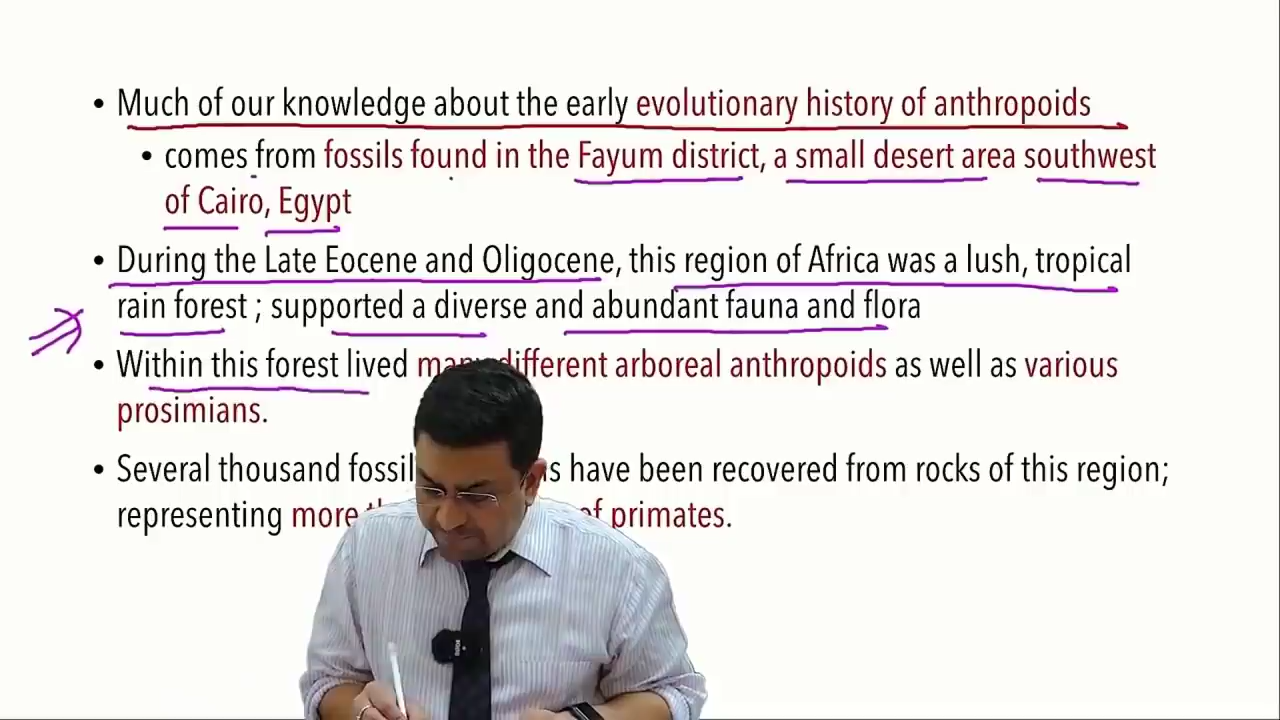 • Much of our knowledge about the early evolutionary history of anthropoids
• comes from fossils found in the Fayum district, a small desert area southwest
of Cairo, Egypt
• During the Late Eocene and Oligocene, this region of Africa was a lush, tropical
rain forest ; supported a diverse and abundant fauna and flora
• Within this forest lived many different arboreal anthropoids as well as various
prosimians.
• Several thousand fossil have been recovered from rocks of this region;
representing more of primates.